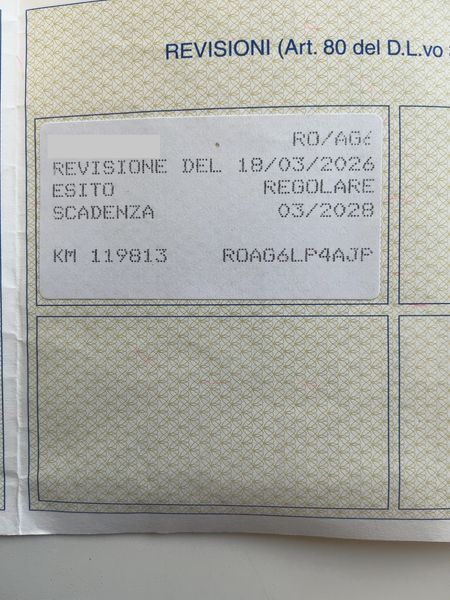 REVISIONI (Art. 80 del D.L.vo
RO/AG6
REVISIONE DEL 18/03/2026
ESITO REGOLARE
SCADENZA 03/2028
KM 119813 ROAG6LP4AJP